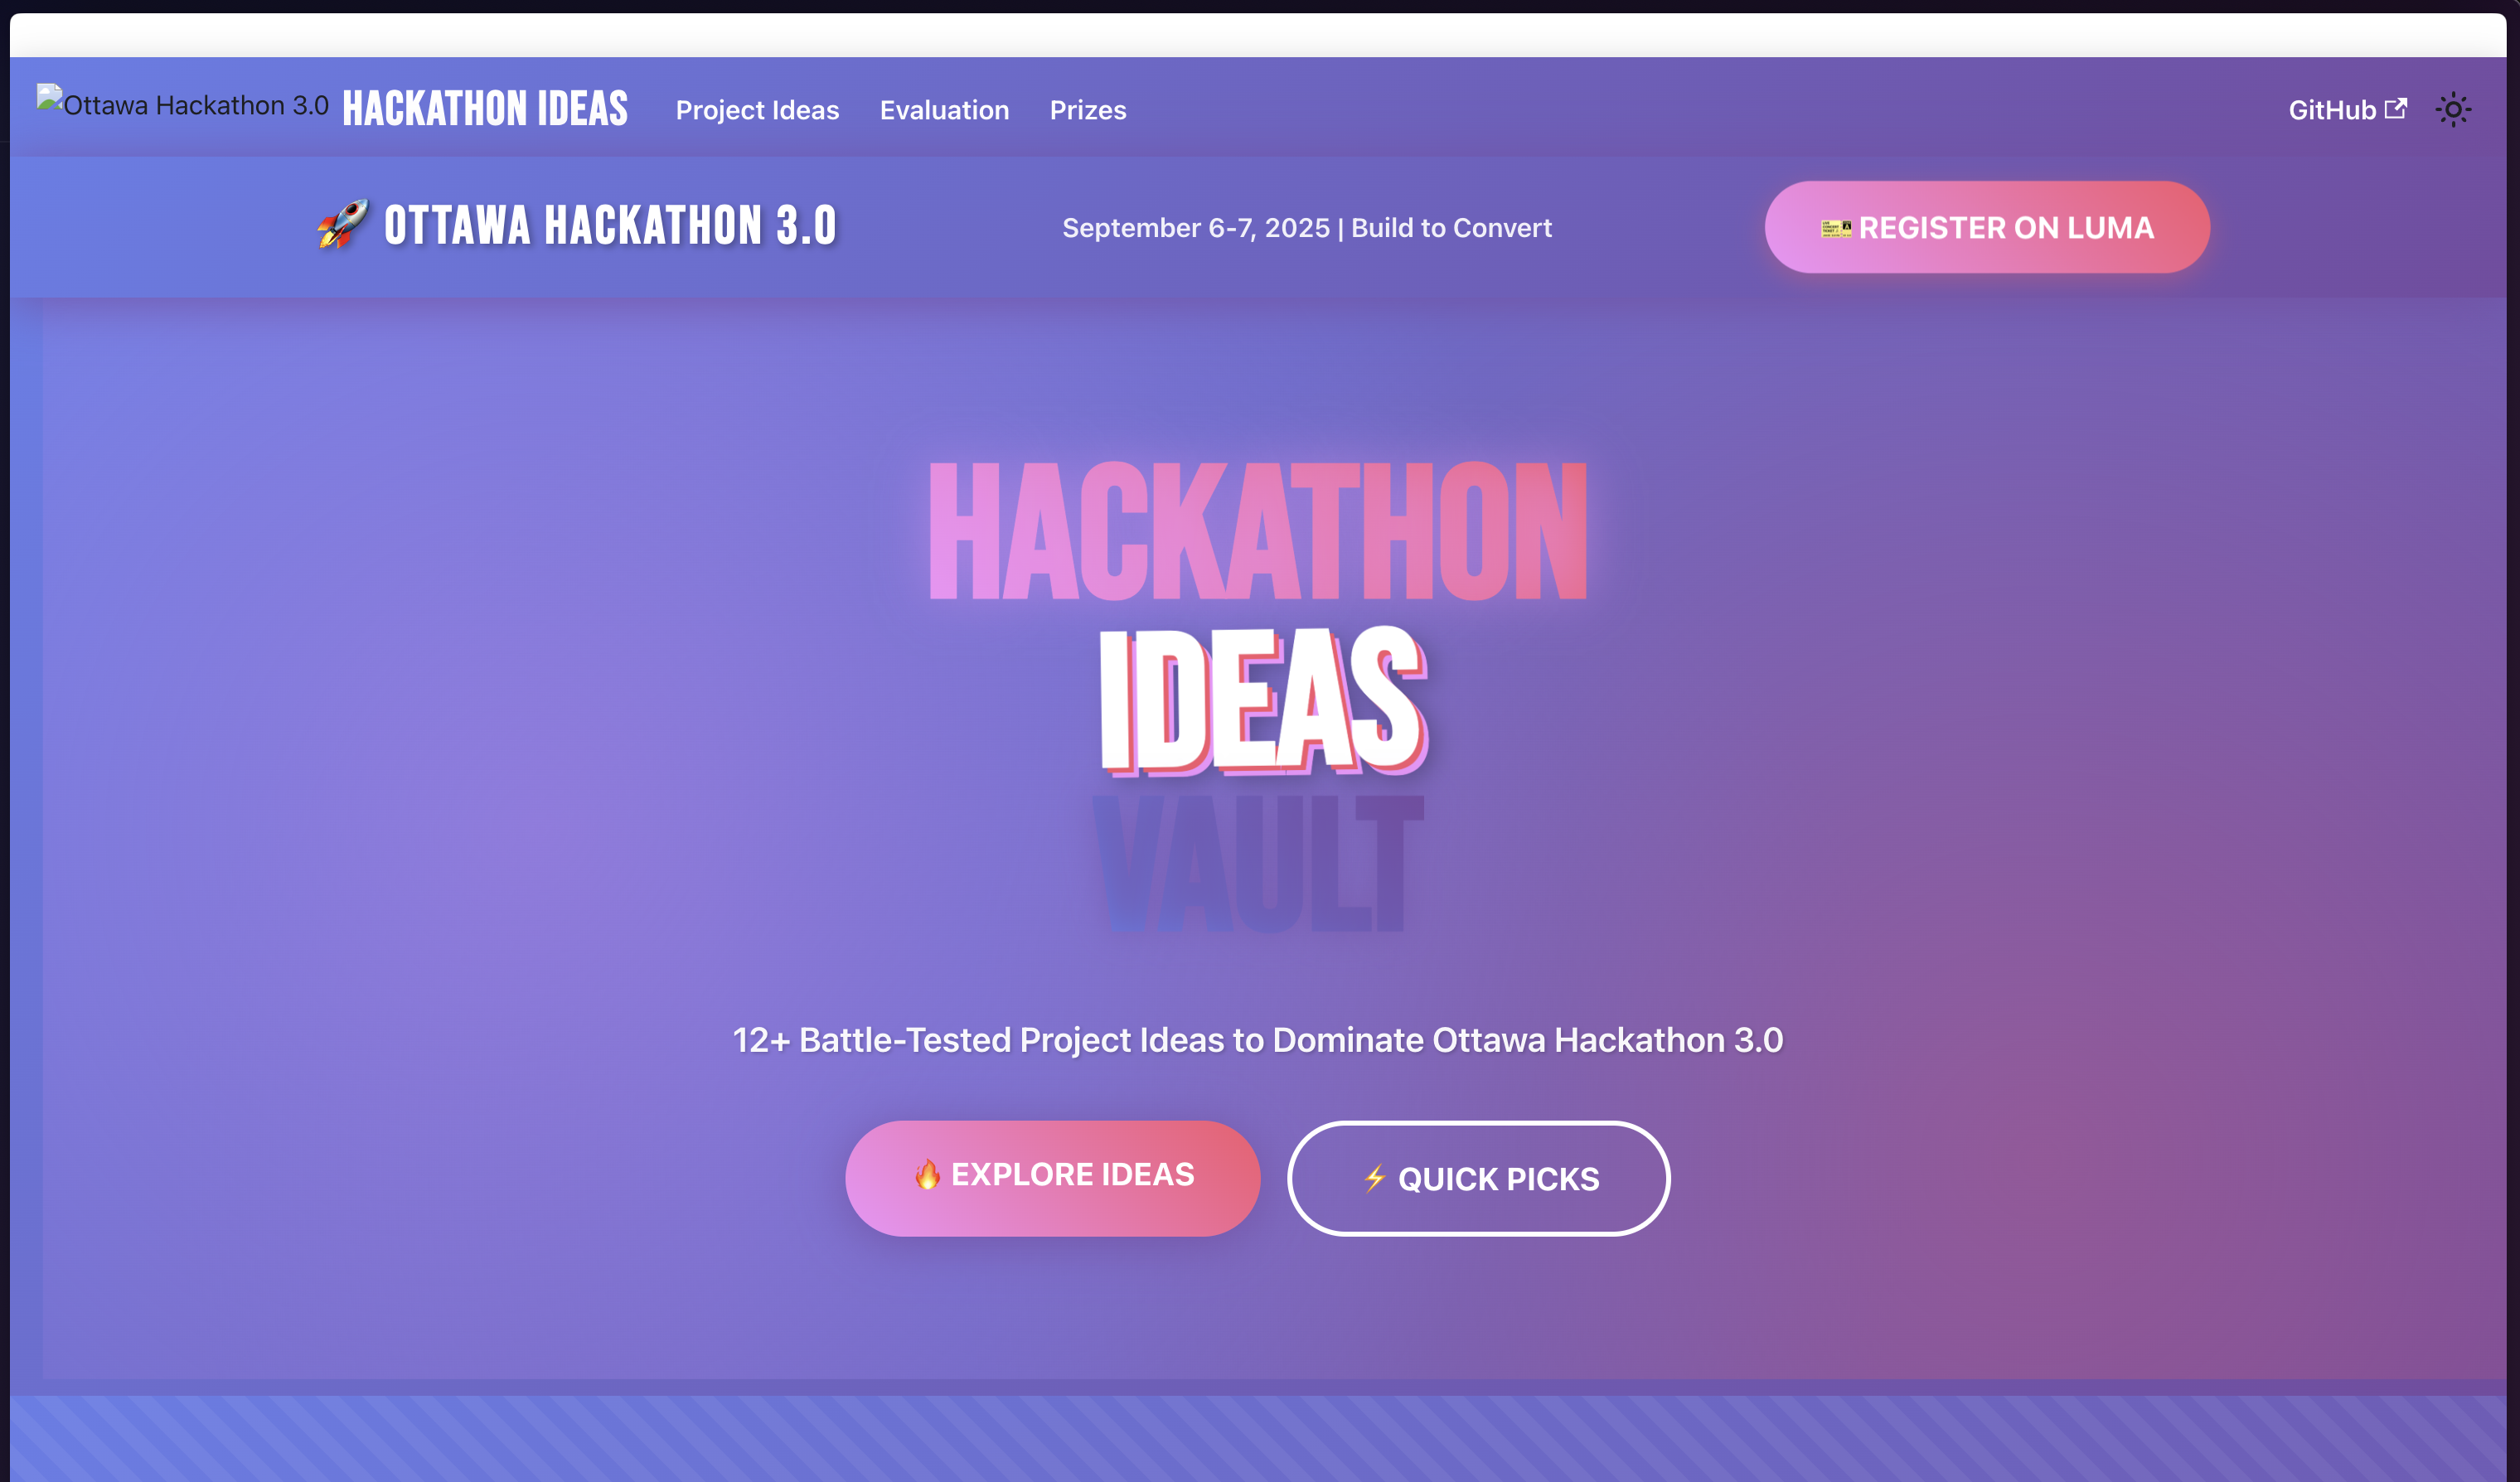 Ottawa Hackathon 3.0 HACKATHON IDEAS Project Ideas Evaluation Prizes GitHub
🚀 OTTAWA HACKATHON 3.0 September 6-7, 2025 | Build to Convert 🎫 REGISTER ON LUMA
HACKATHON
IDEAS
VAULT
12+ Battle-Tested Project Ideas to Dominate Ottawa Hackathon 3.0
🔥 EXPLORE IDEAS ⚡ QUICK PICKS